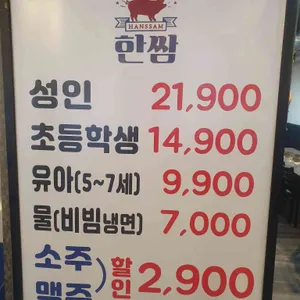 HANSSAM
한쌈
성인 21,900
초등학생 14,900
유아(5~7세) 9,900
물(비빔냉면) 7,000
소주
맥주
) 할인 2,900